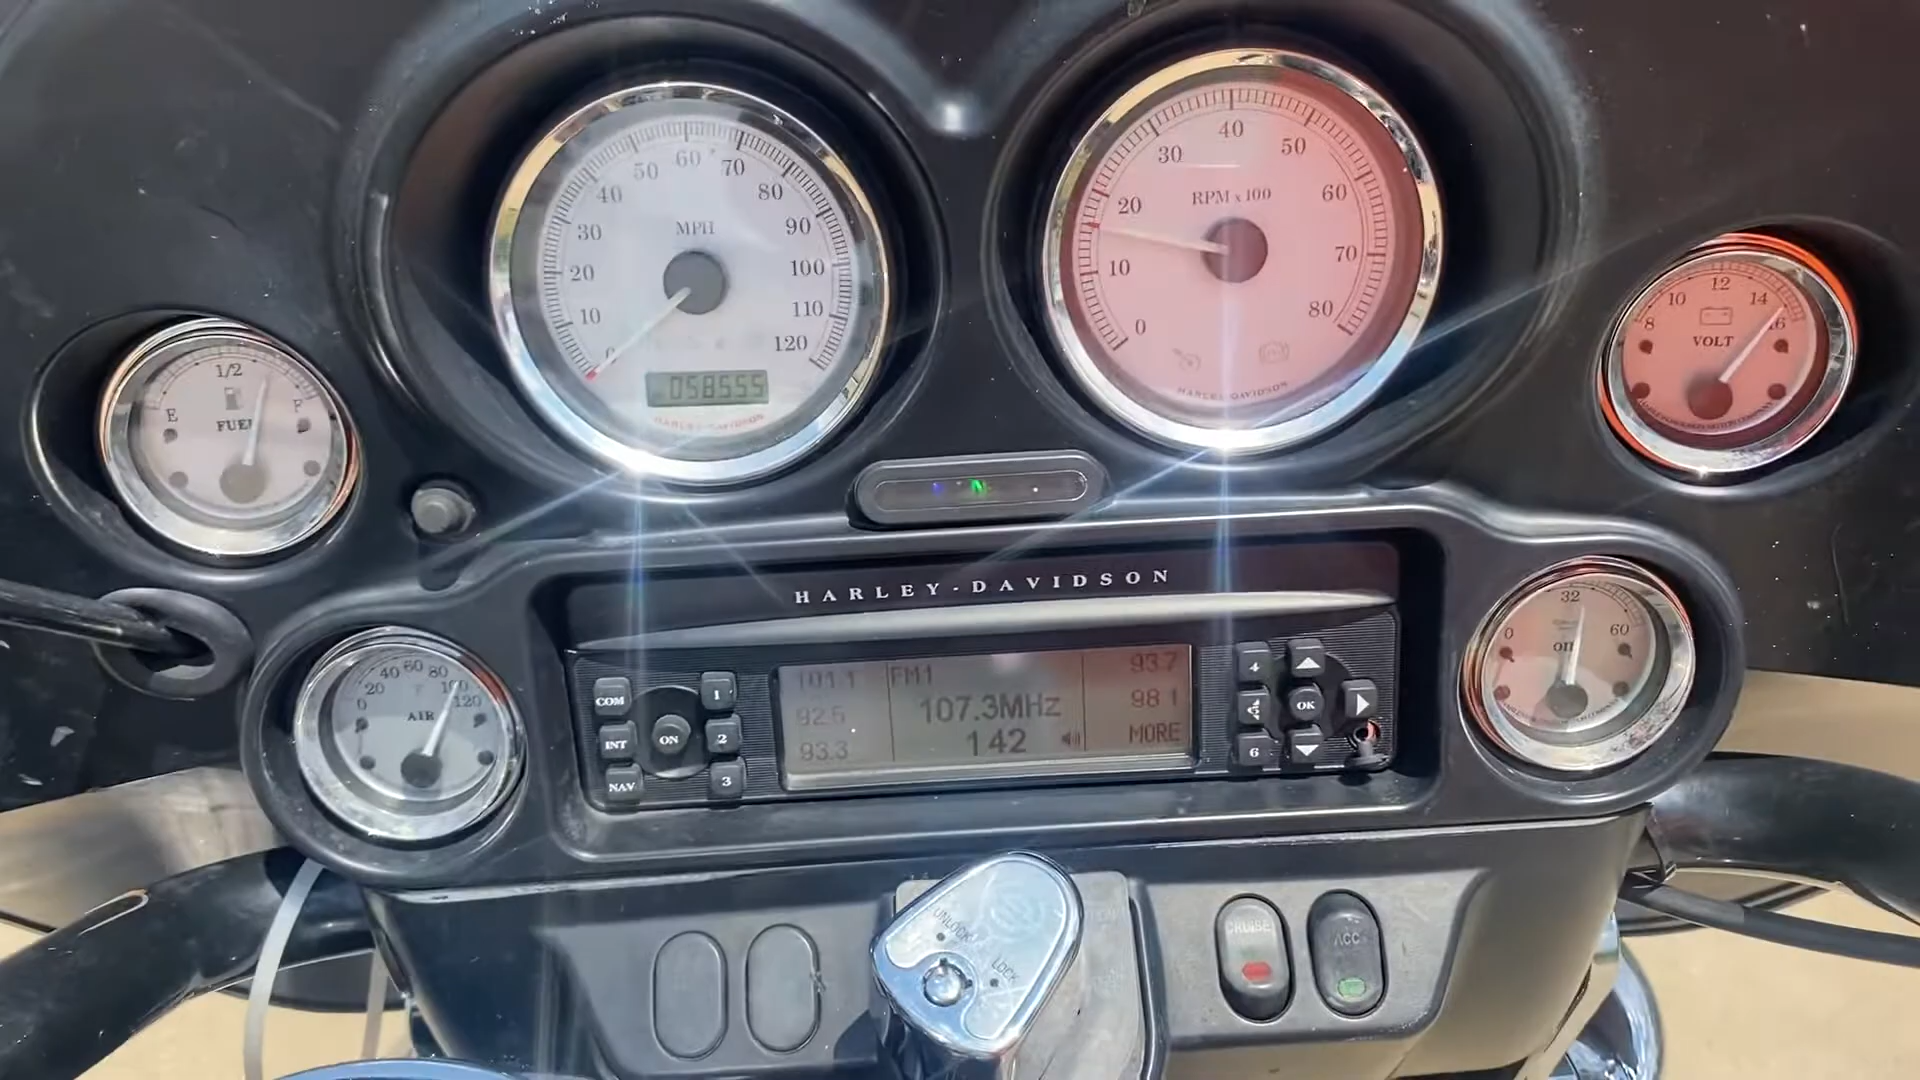 50 60 70
40 80
30 90
20 100
10 110
0 120
MPH
058555
HARLEY-DAVIDSON
30 40 50
20 60
10 70
0 80
RPM x 100
HARLEY-DAVIDSON
1/2
E F
FUEL
10 12 14
8 16
VOLT
HARLEY-DAVIDSON
40 60 80
20 100
0 120
AIR
COM
INT
NAV
ON
1
2
3
101.1 FM1 93.7
92.5 107.3MHz 98.1
93.3 142 MORE
4
OK
6
32
0 60
OIL
UNLOCK
LOCK
CRUISE
ACC